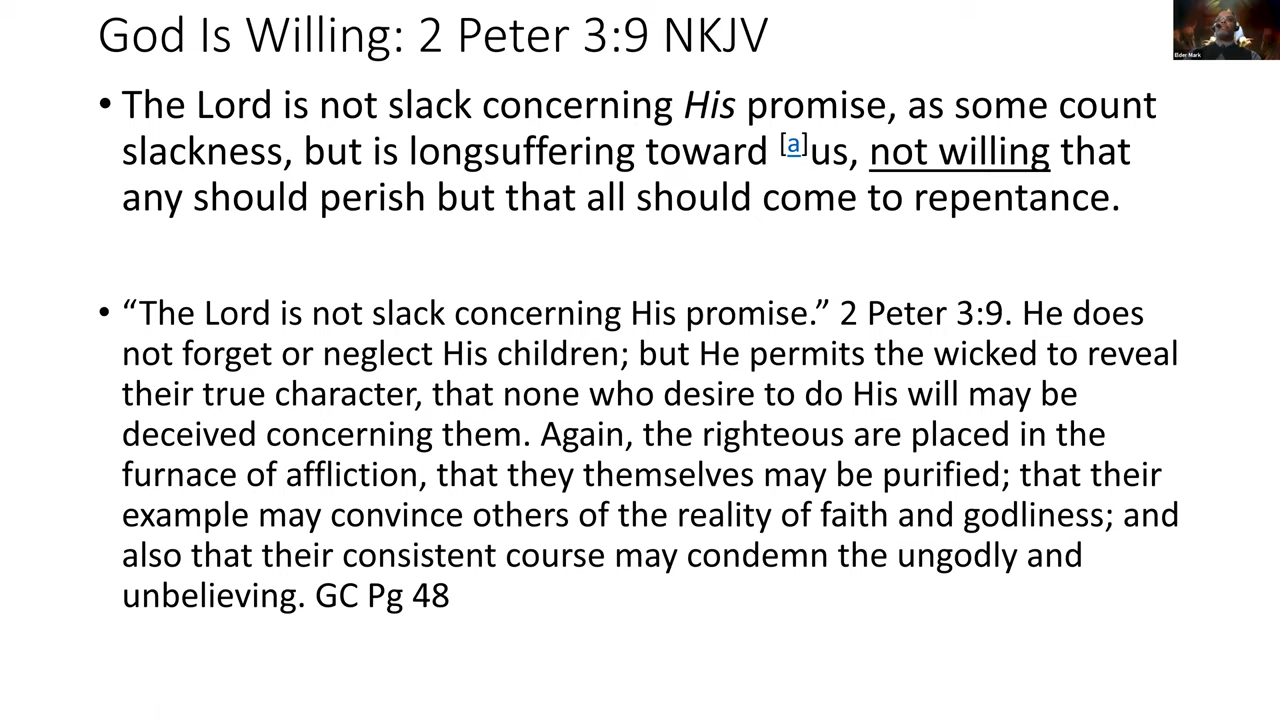 God Is Willing: 2 Peter 3:9 NKJV
Elder Mark
• The Lord is not slack concerning His promise, as some count
slackness, but is longsuffering toward [a]us, not willing that
any should perish but that all should come to repentance.
• “The Lord is not slack concerning His promise.” 2 Peter 3:9. He does
not forget or neglect His children; but He permits the wicked to reveal
their true character, that none who desire to do His will may be
deceived concerning them. Again, the righteous are placed in the
furnace of affliction, that they themselves may be purified; that their
example may convince others of the reality of faith and godliness; and
also that their consistent course may condemn the ungodly and
unbelieving. GC Pg 48